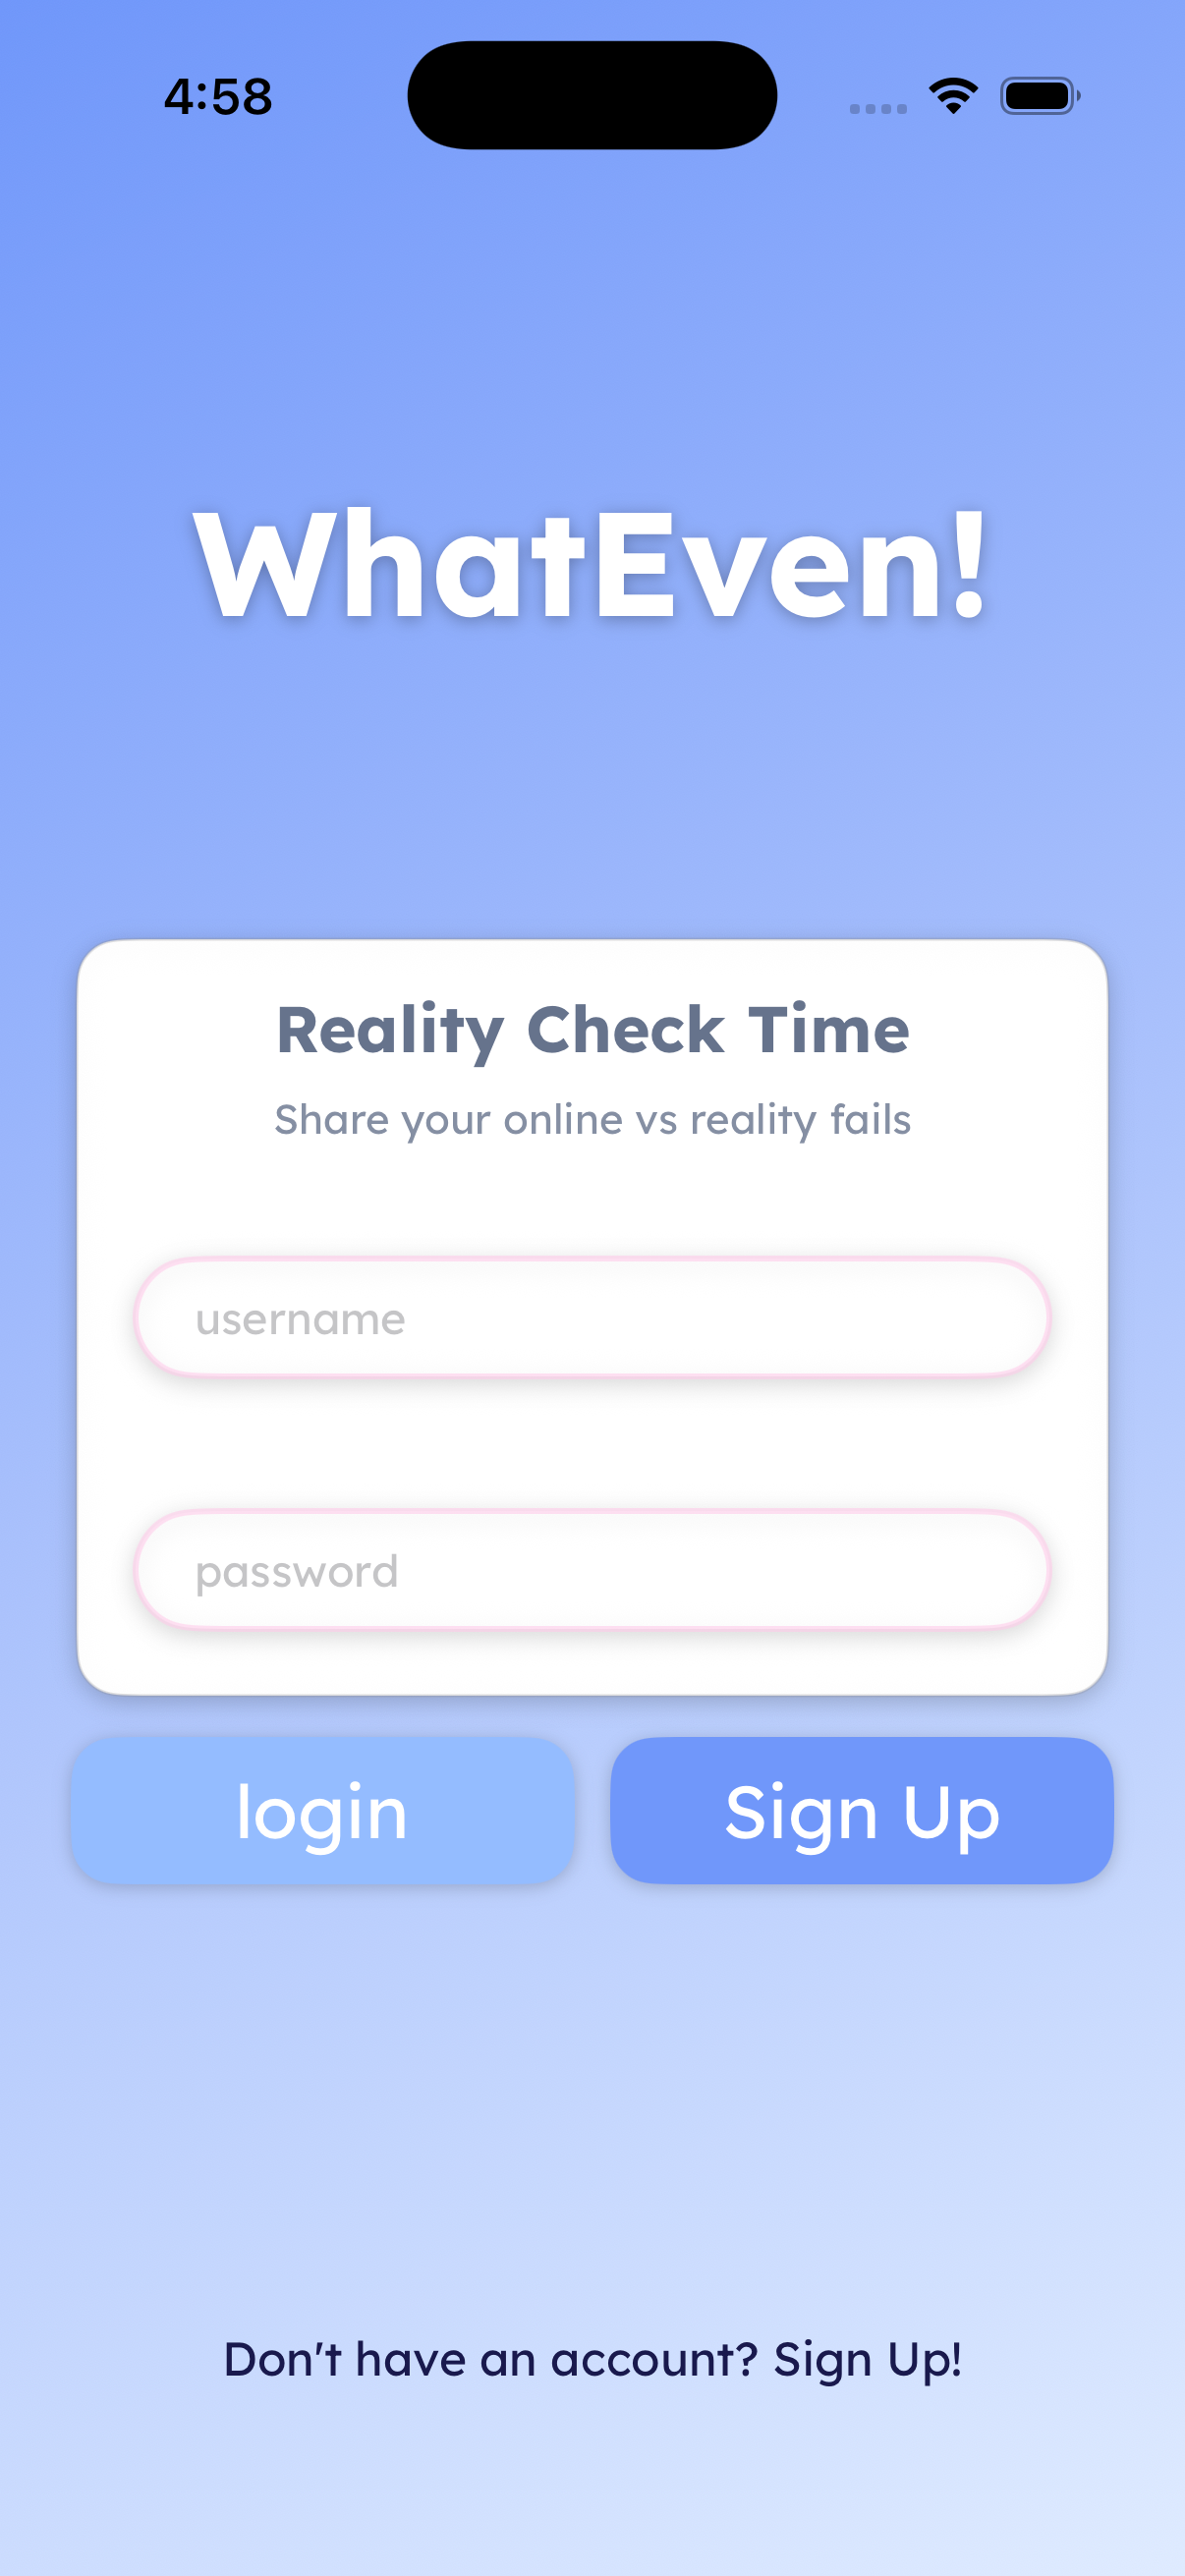 4:58
WhatEven!
Reality Check Time
Share your online vs reality fails
username
password
login
Sign Up
Don't have an account? Sign Up!